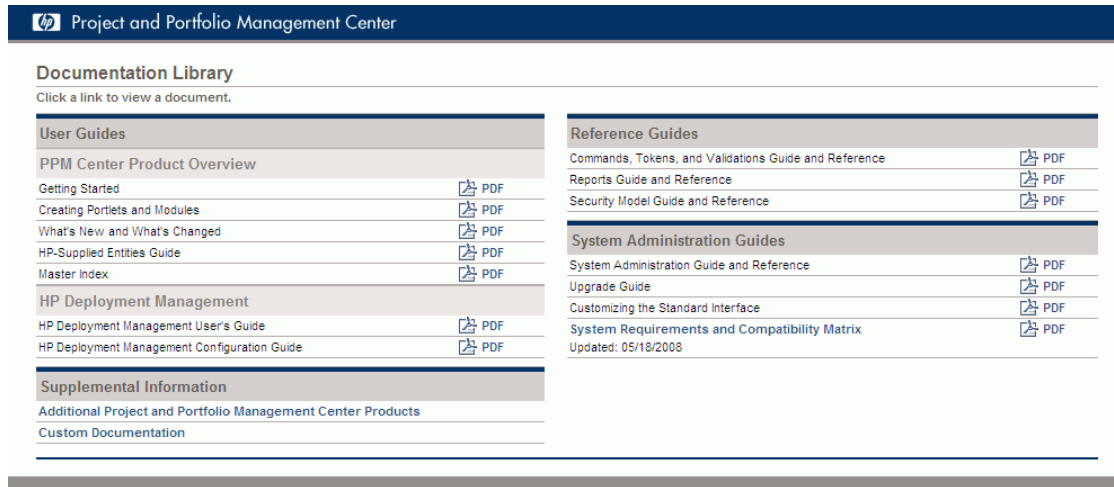 hp Project and Portfolio Management Center
Documentation Library
Click a link to view a document.
User Guides
PPM Center Product Overview
Getting Started PDF
Creating Portlets and Modules PDF
What's New and What's Changed PDF
HP-Supplied Entities Guide PDF
Master Index PDF
HP Deployment Management
HP Deployment Management User's Guide PDF
HP Deployment Management Configuration Guide PDF
Supplemental Information
Additional Project and Portfolio Management Center Products
Custom Documentation
Reference Guides
Commands, Tokens, and Validations Guide and Reference PDF
Reports Guide and Reference PDF
Security Model Guide and Reference PDF
System Administration Guides
System Administration Guide and Reference PDF
Upgrade Guide PDF
Customizing the Standard Interface PDF
System Requirements and Compatibility Matrix PDF
Updated: 05/18/2008